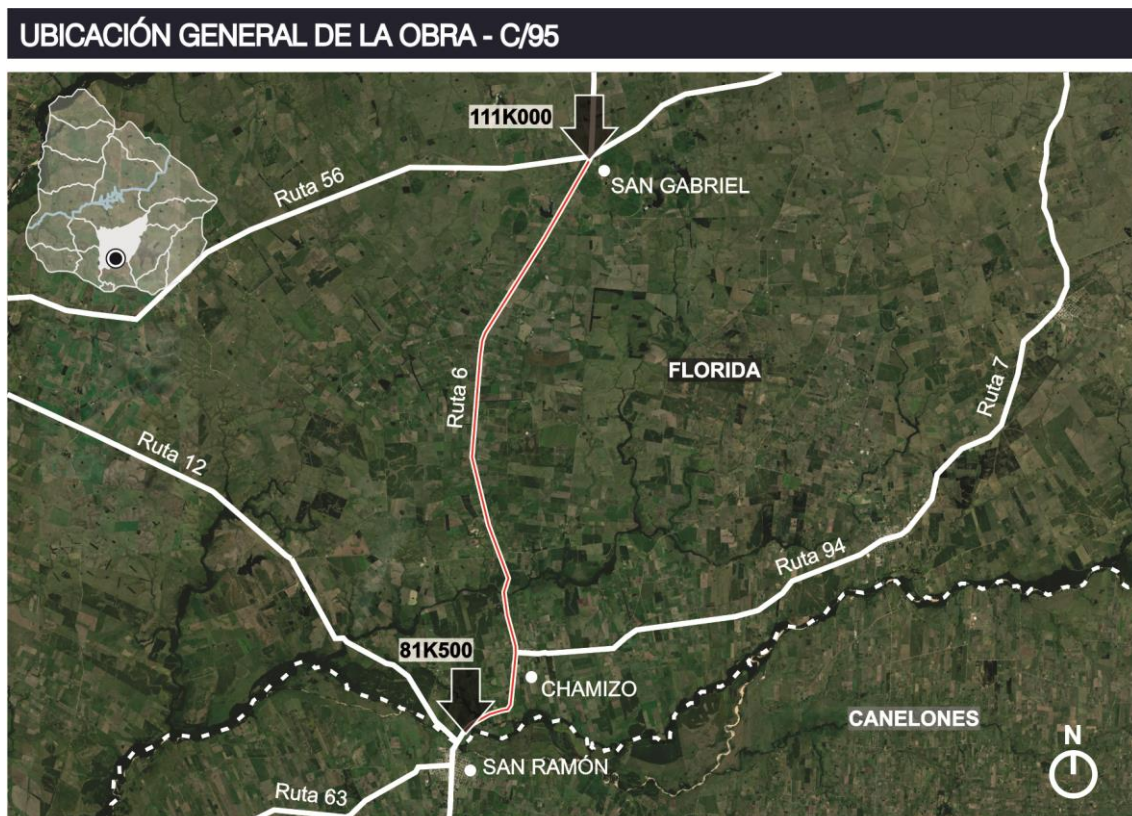 UBICACIÓN GENERAL DE LA OBRA - C/95
111K000
Ruta 56
SAN GABRIEL
FLORIDA
Ruta 6
Ruta 7
Ruta 12
Ruta 94
81K500
CHAMIZO
CANELONES
N
SAN RAMÓN
Ruta 63